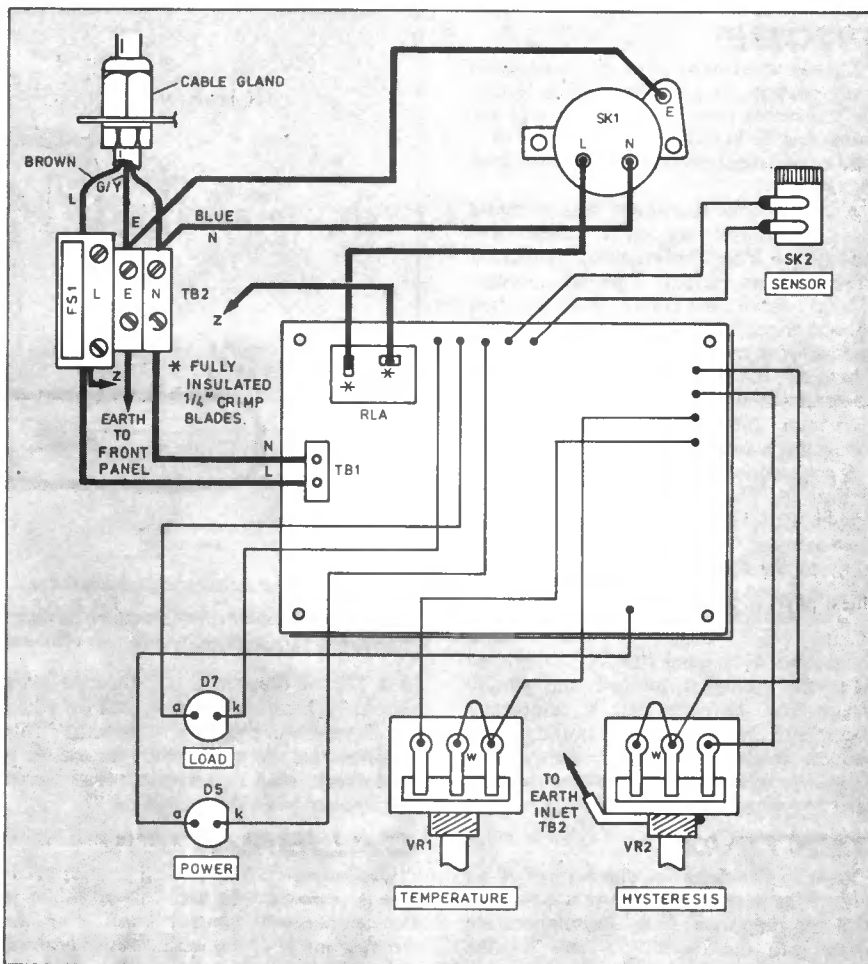 CABLE GLAND
BROWN
G/Y
L
E
BLUE
N
SK1
E
L
N
SK2
SENSOR
FS1
L
E
N
TB2
Z
Z
* FULLY
INSULATED
1/4" CRIMP
BLADES.
*
*
RLA
EARTH
TO
FRONT
PANEL
N
L
TB1
D7
a
k
LOAD
D5
a
k
POWER
W
VR1
TEMPERATURE
TO
EARTH
INLET
TB2
W
VR2
HYSTERESIS